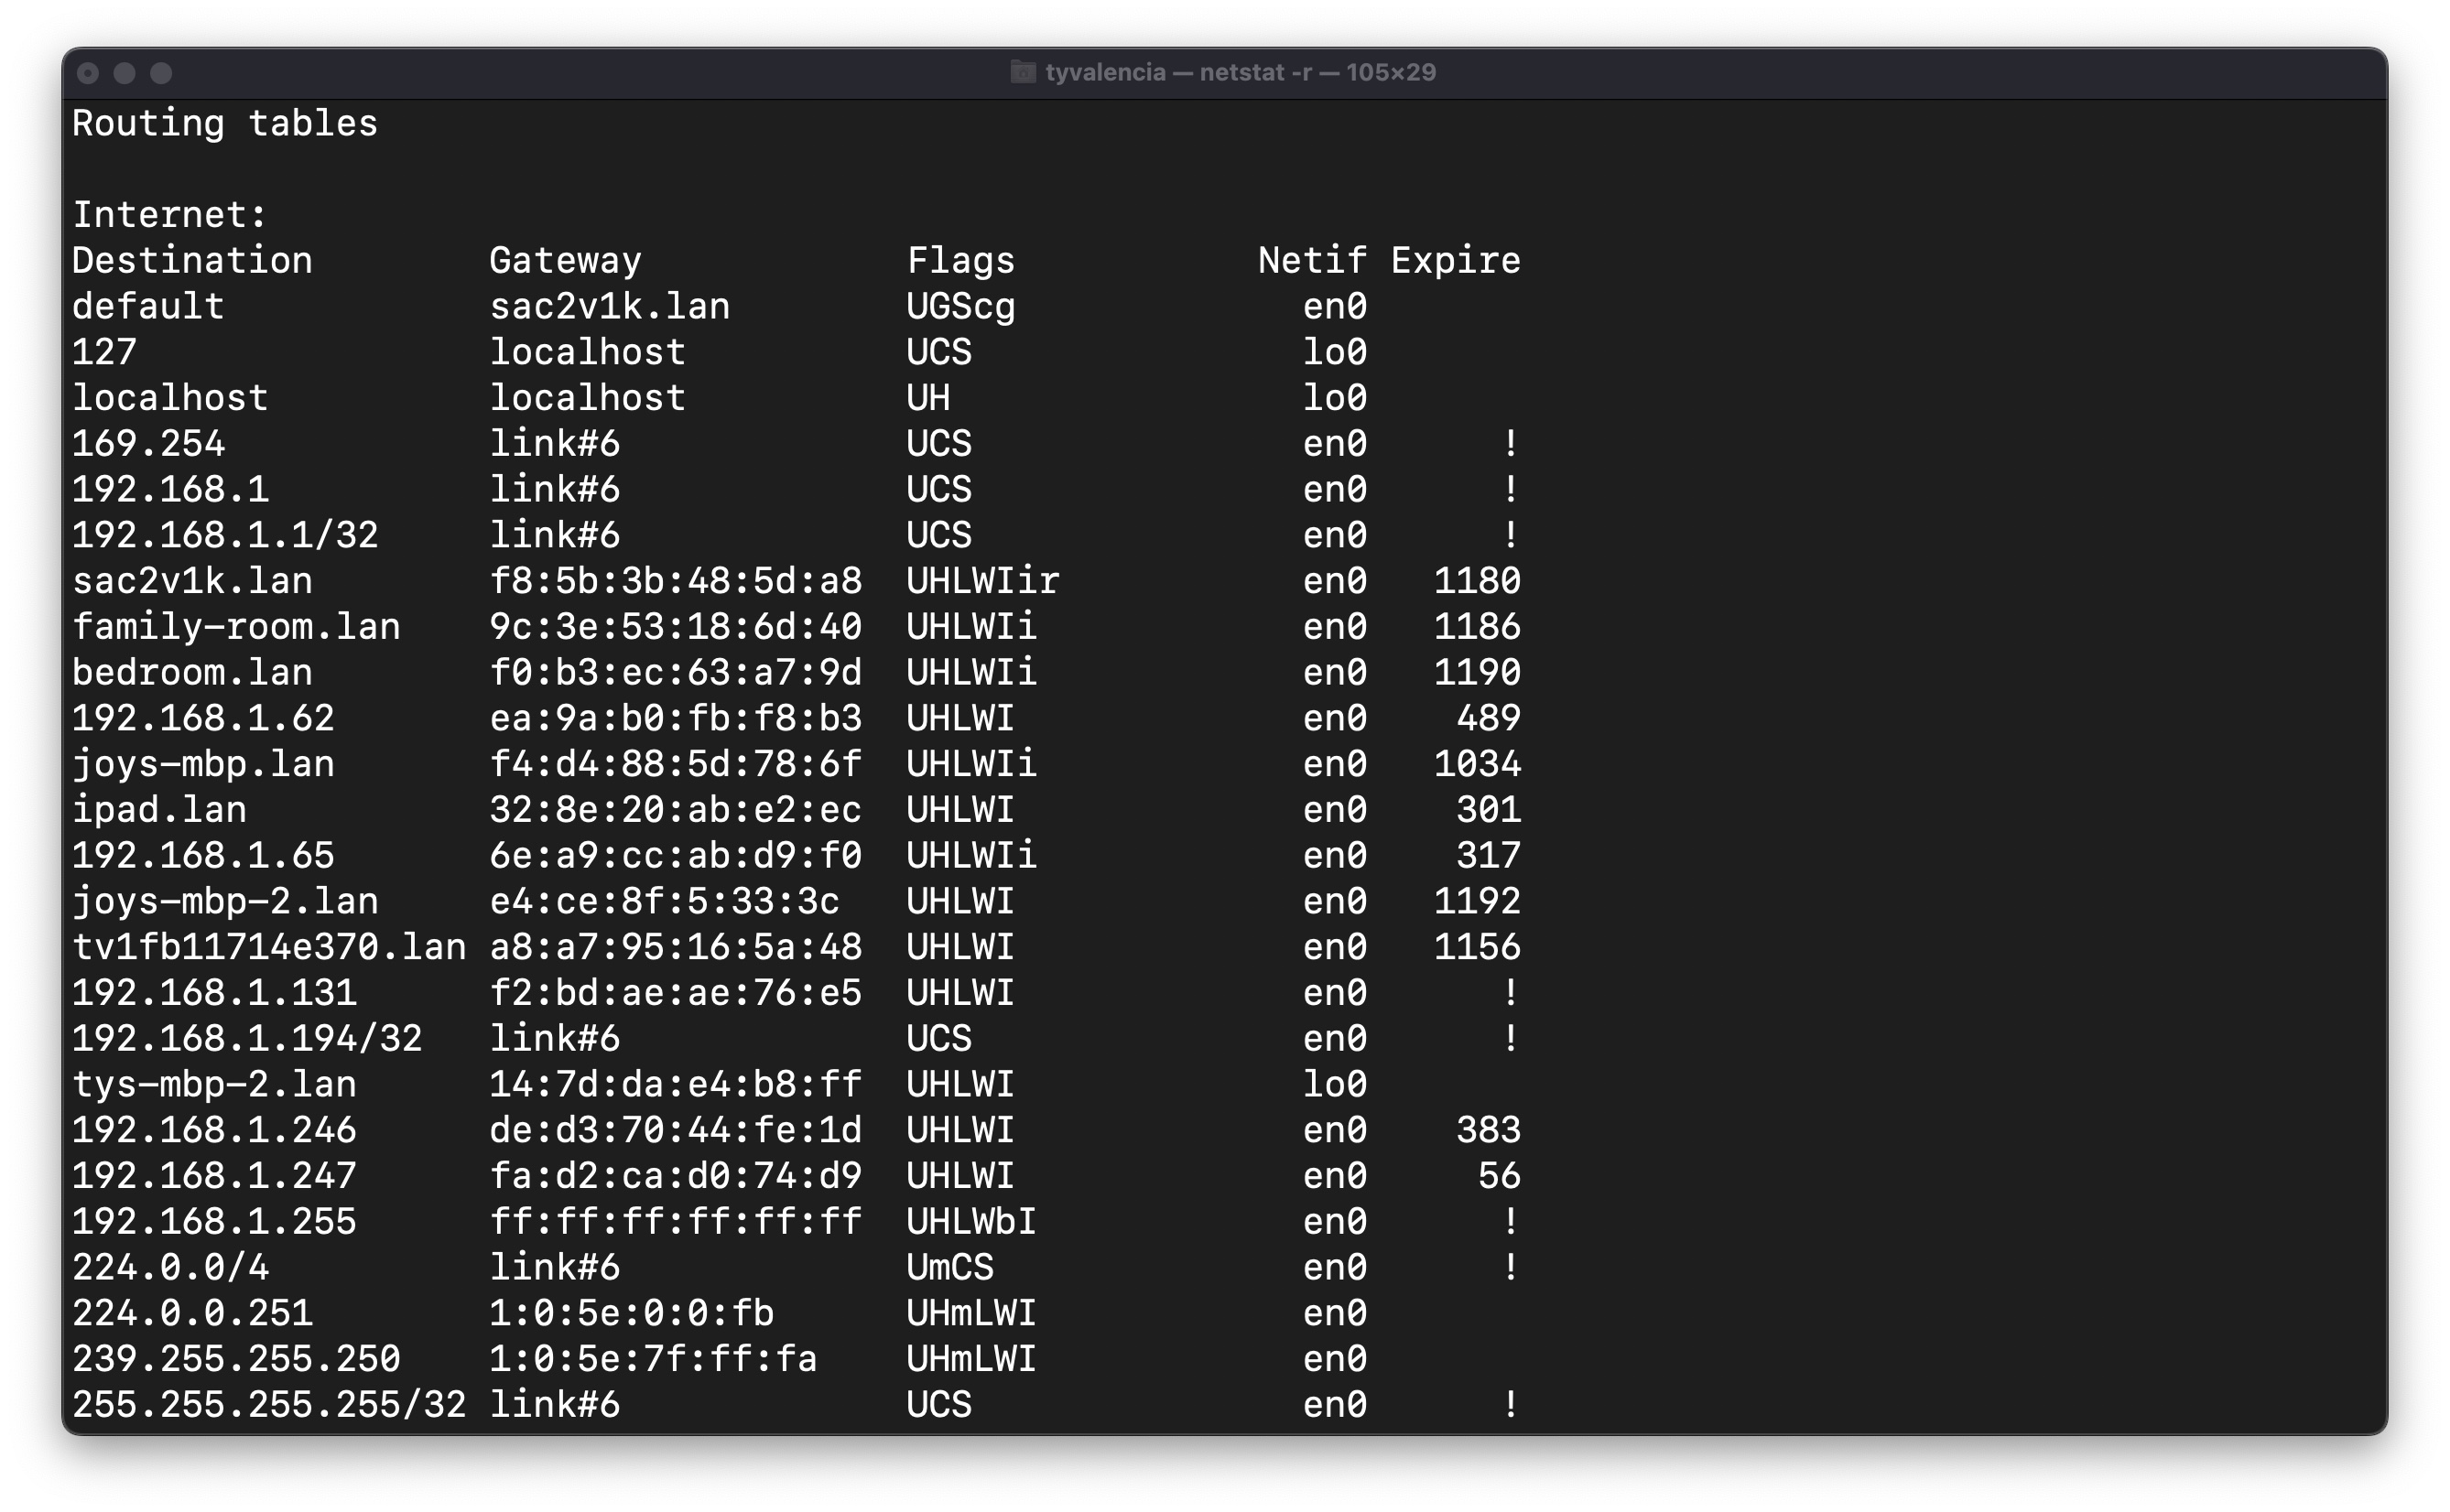 tyvalencia — netstat -r — 105×29
Routing tables
Internet:
Destination Gateway Flags Netif Expire
default sac2v1k.lan UGScg en0
127 localhost UCS lo0
localhost localhost UH lo0
169.254 link#6 UCS en0 !
192.168.1 link#6 UCS en0 !
192.168.1.1/32 link#6 UCS en0 !
sac2v1k.lan f8:5b:3b:48:5d:a8 UHLWIir en0 1180
family-room.lan 9c:3e:53:18:6d:40 UHLWIi en0 1186
bedroom.lan f0:b3:ec:63:a7:9d UHLWIi en0 1190
192.168.1.62 ea:9a:b0:fb:f8:b3 UHLWI en0 489
joys-mbp.lan f4:d4:88:5d:78:6f UHLWIi en0 1034
ipad.lan 32:8e:20:ab:e2:ec UHLWI en0 301
192.168.1.65 6e:a9:cc:ab:d9:f0 UHLWIi en0 317
joys-mbp-2.lan e4:ce:8f:5:33:3c UHLWI en0 1192
tv1fb11714e370.lan a8:a7:95:16:5a:48 UHLWI en0 1156
192.168.1.131 f2:bd:ae:ae:76:e5 UHLWI en0 !
192.168.1.194/32 link#6 UCS en0 !
tys-mbp-2.lan 14:7d:da:e4:b8:ff UHLWI lo0
192.168.1.246 de:d3:70:44:fe:1d UHLWI en0 383
192.168.1.247 fa:d2:ca:d0:74:d9 UHLWI en0 56
192.168.1.255 ff:ff:ff:ff:ff:ff UHLWbI en0 !
224.0.0/4 link#6 UmCS en0 !
224.0.0.251 1:0:5e:0:0:fb UHmLWI en0
239.255.255.250 1:0:5e:7f:ff:fa UHmLWI en0
255.255.255.255/32 link#6 UCS en0 !